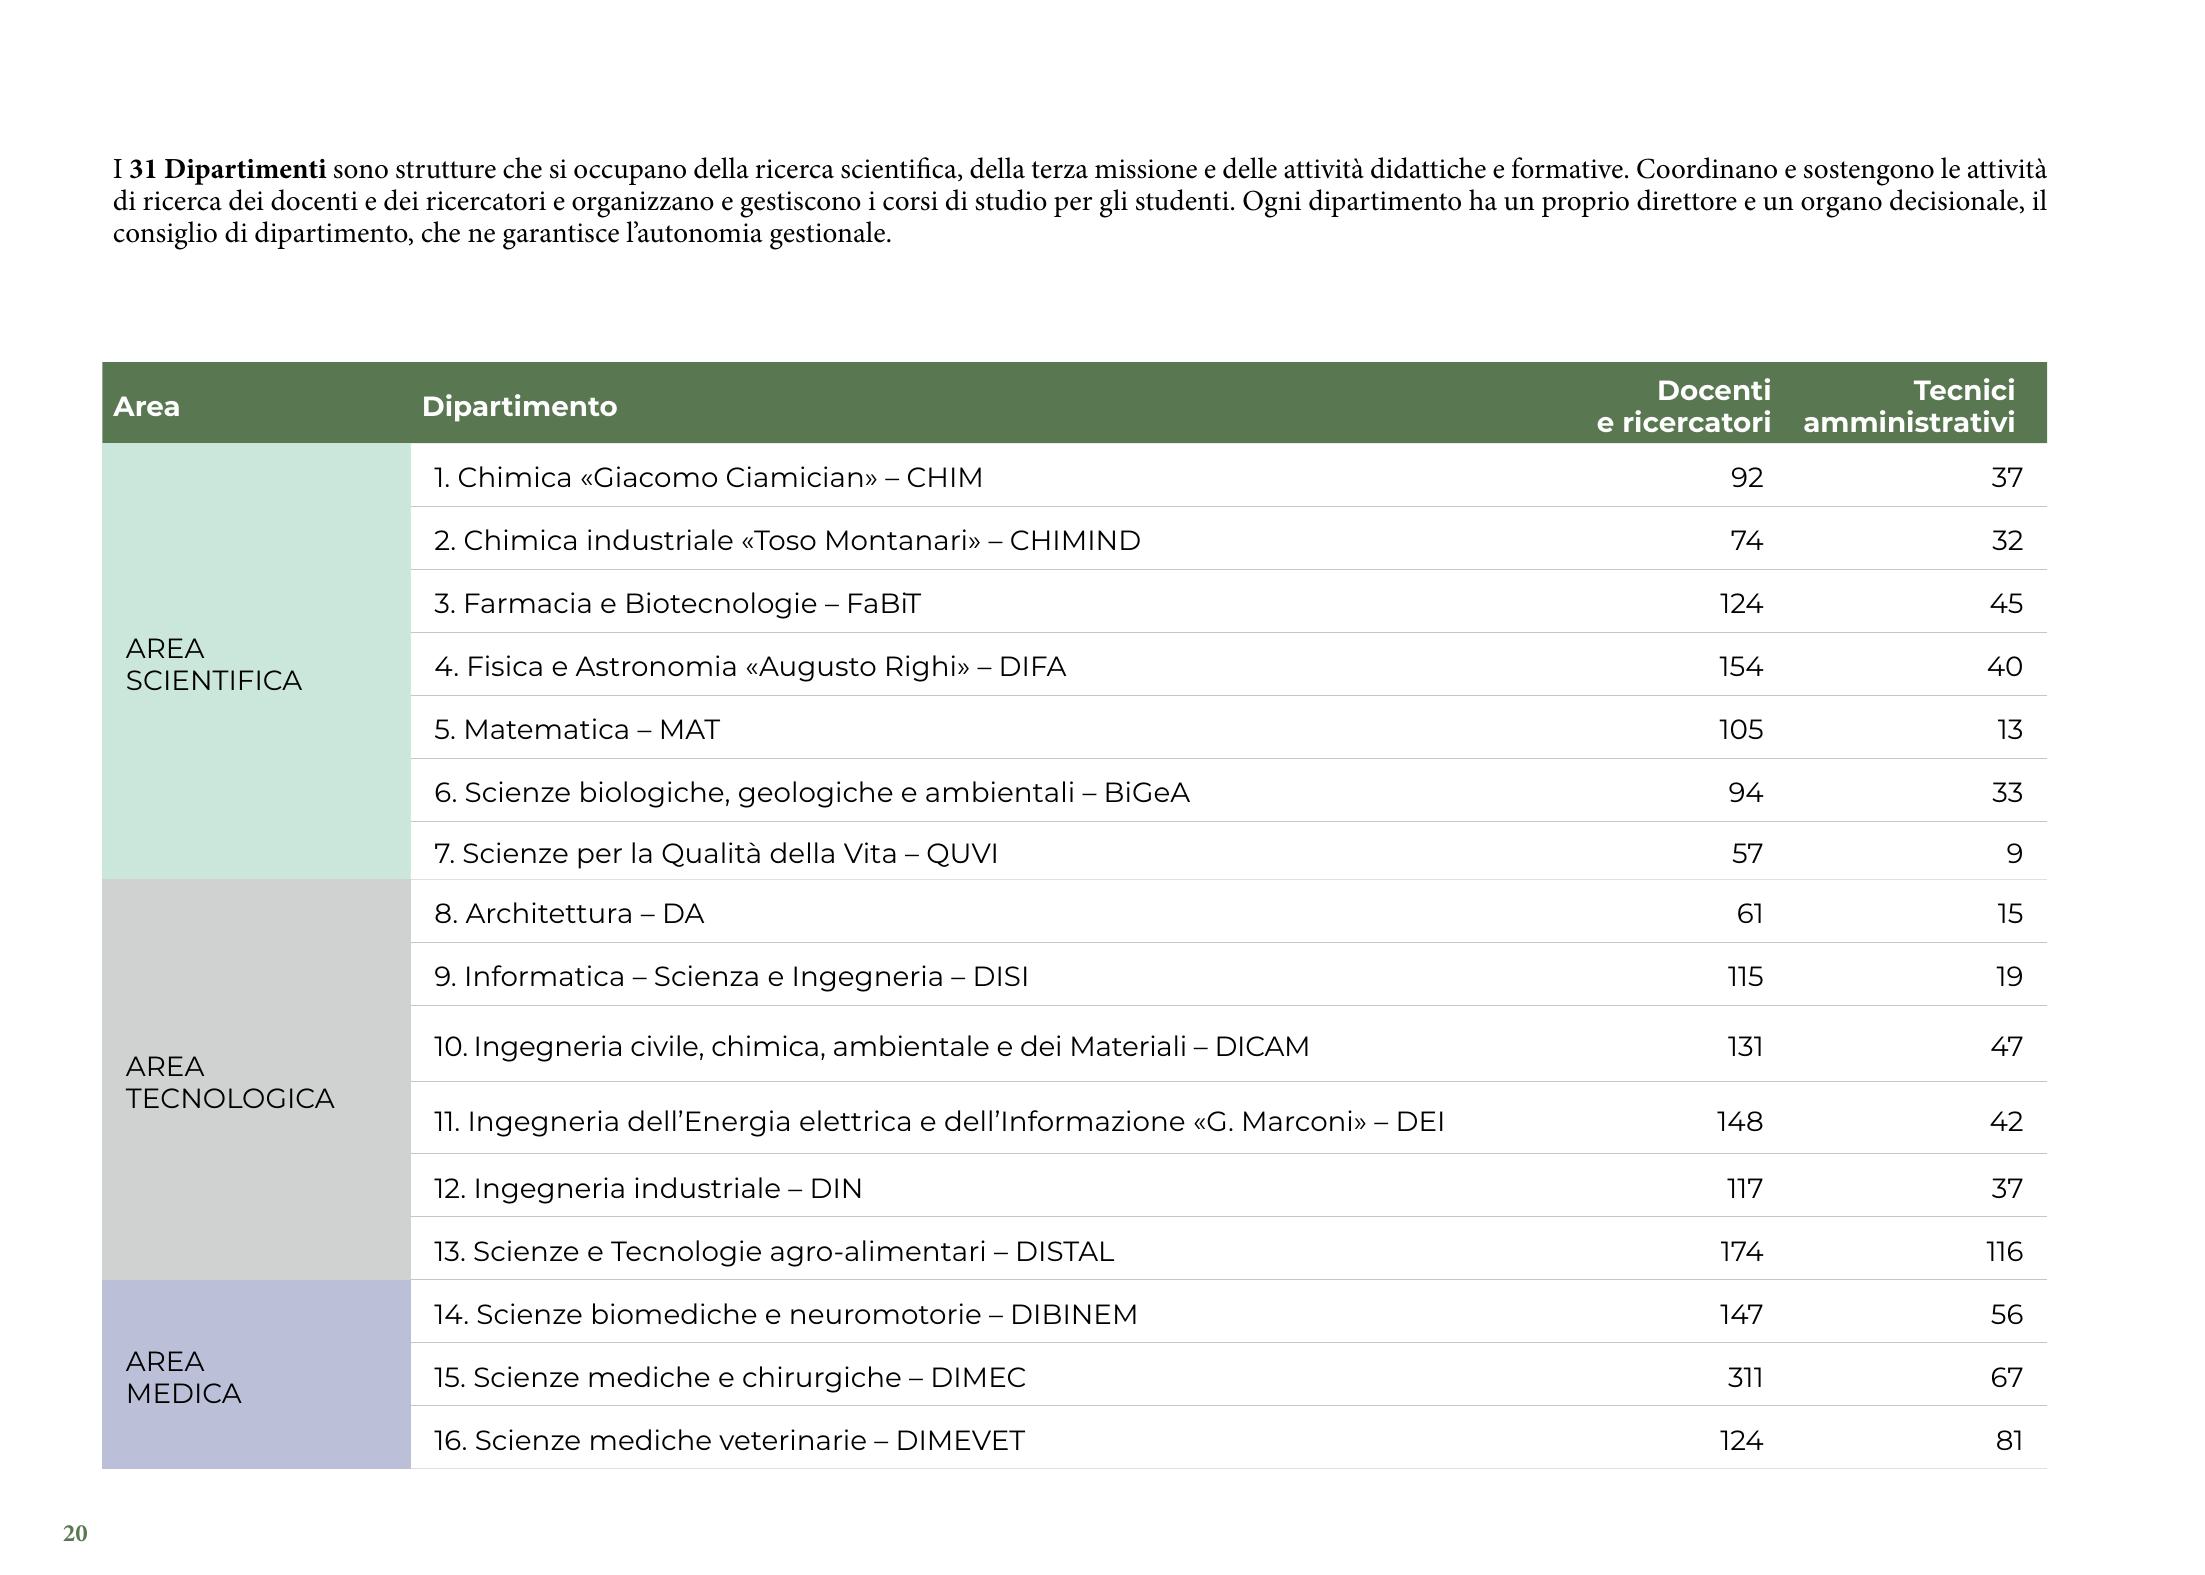 I 31 Dipartimenti sono strutture che si occupano della ricerca scientifica, della terza missione e delle attività didattiche e formative. Coordinano e sostengono le attività
di ricerca dei docenti e dei ricercatori e organizzano e gestiscono i corsi di studio per gli studenti. Ogni dipartimento ha un proprio direttore e un organo decisionale, il
consiglio di dipartimento, che ne garantisce l’autonomia gestionale.
Area Dipartimento Docenti e ricercatori Tecnici amministrativi
AREA
SCIENTIFICA
1. Chimica «Giacomo Ciamician» – CHIM 92 37
2. Chimica industriale «Toso Montanari» – CHIMIND 74 32
3. Farmacia e Biotecnologie – FaBiT 124 45
4. Fisica e Astronomia «Augusto Righi» – DIFA 154 40
5. Matematica – MAT 105 13
6. Scienze biologiche, geologiche e ambientali – BiGeA 94 33
7. Scienze per la Qualità della Vita – QUVI 57 9
AREA
TECNOLOGICA
8. Architettura – DA 61 15
9. Informatica – Scienza e Ingegneria – DISI 115 19
10. Ingegneria civile, chimica, ambientale e dei Materiali – DICAM 131 47
11. Ingegneria dell’Energia elettrica e dell’Informazione «G. Marconi» – DEI 148 42
12. Ingegneria industriale – DIN 117 37
13. Scienze e Tecnologie agro-alimentari – DISTAL 174 116
AREA
MEDICA
14. Scienze biomediche e neuromotorie – DIBINEM 147 56
15. Scienze mediche e chirurgiche – DIMEC 311 67
16. Scienze mediche veterinarie – DIMEVET 124 81
20